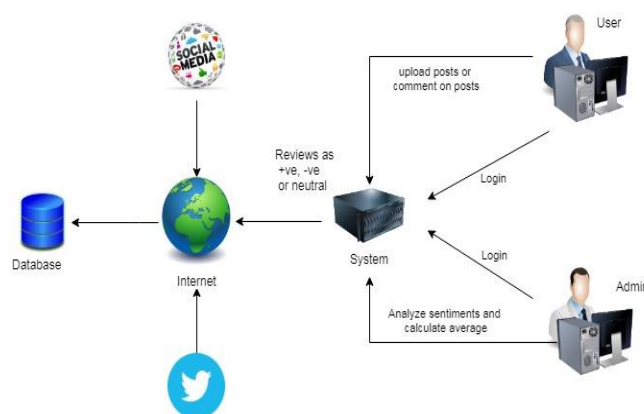 User
SOCIAL
MEDIA
upload posts or
comment on posts
Reviews as
+ve, -ve
or neutral
Login
Database
Internet
System
Login
Admin
Analyze sentiments and
calculate average